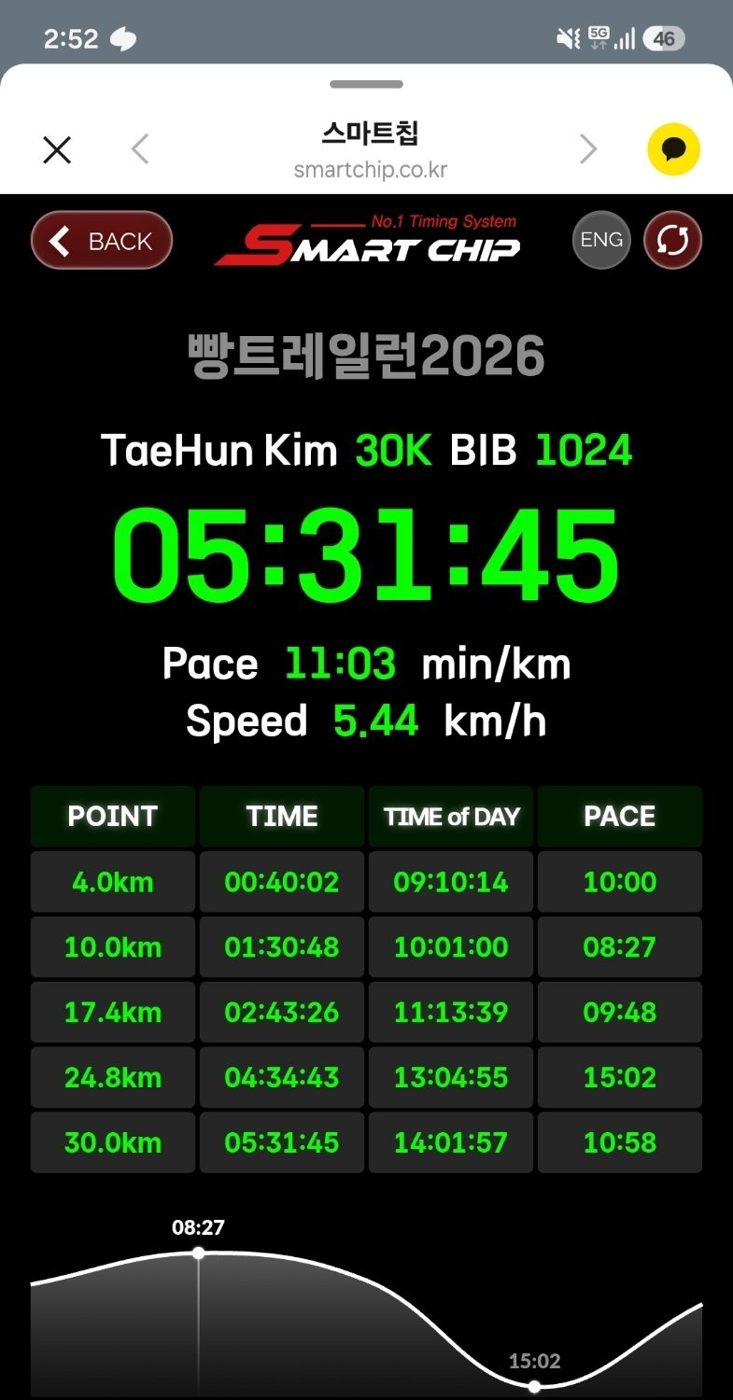 2:52 5G 46
스마트칩
smartchip.co.kr
BACK No.1 Timing System ENG
SMART CHIP
빵트레일런2026
TaeHun Kim 30K BIB 1024
05:31:45
Pace 11:03 min/km
Speed 5.44 km/h
POINT TIME TIME of DAY PACE
4.0km 00:40:02 09:10:14 10:00
10.0km 01:30:48 10:01:00 08:27
17.4km 02:43:26 11:13:39 09:48
24.8km 04:34:43 13:04:55 15:02
30.0km 05:31:45 14:01:57 10:58
08:27
15:02